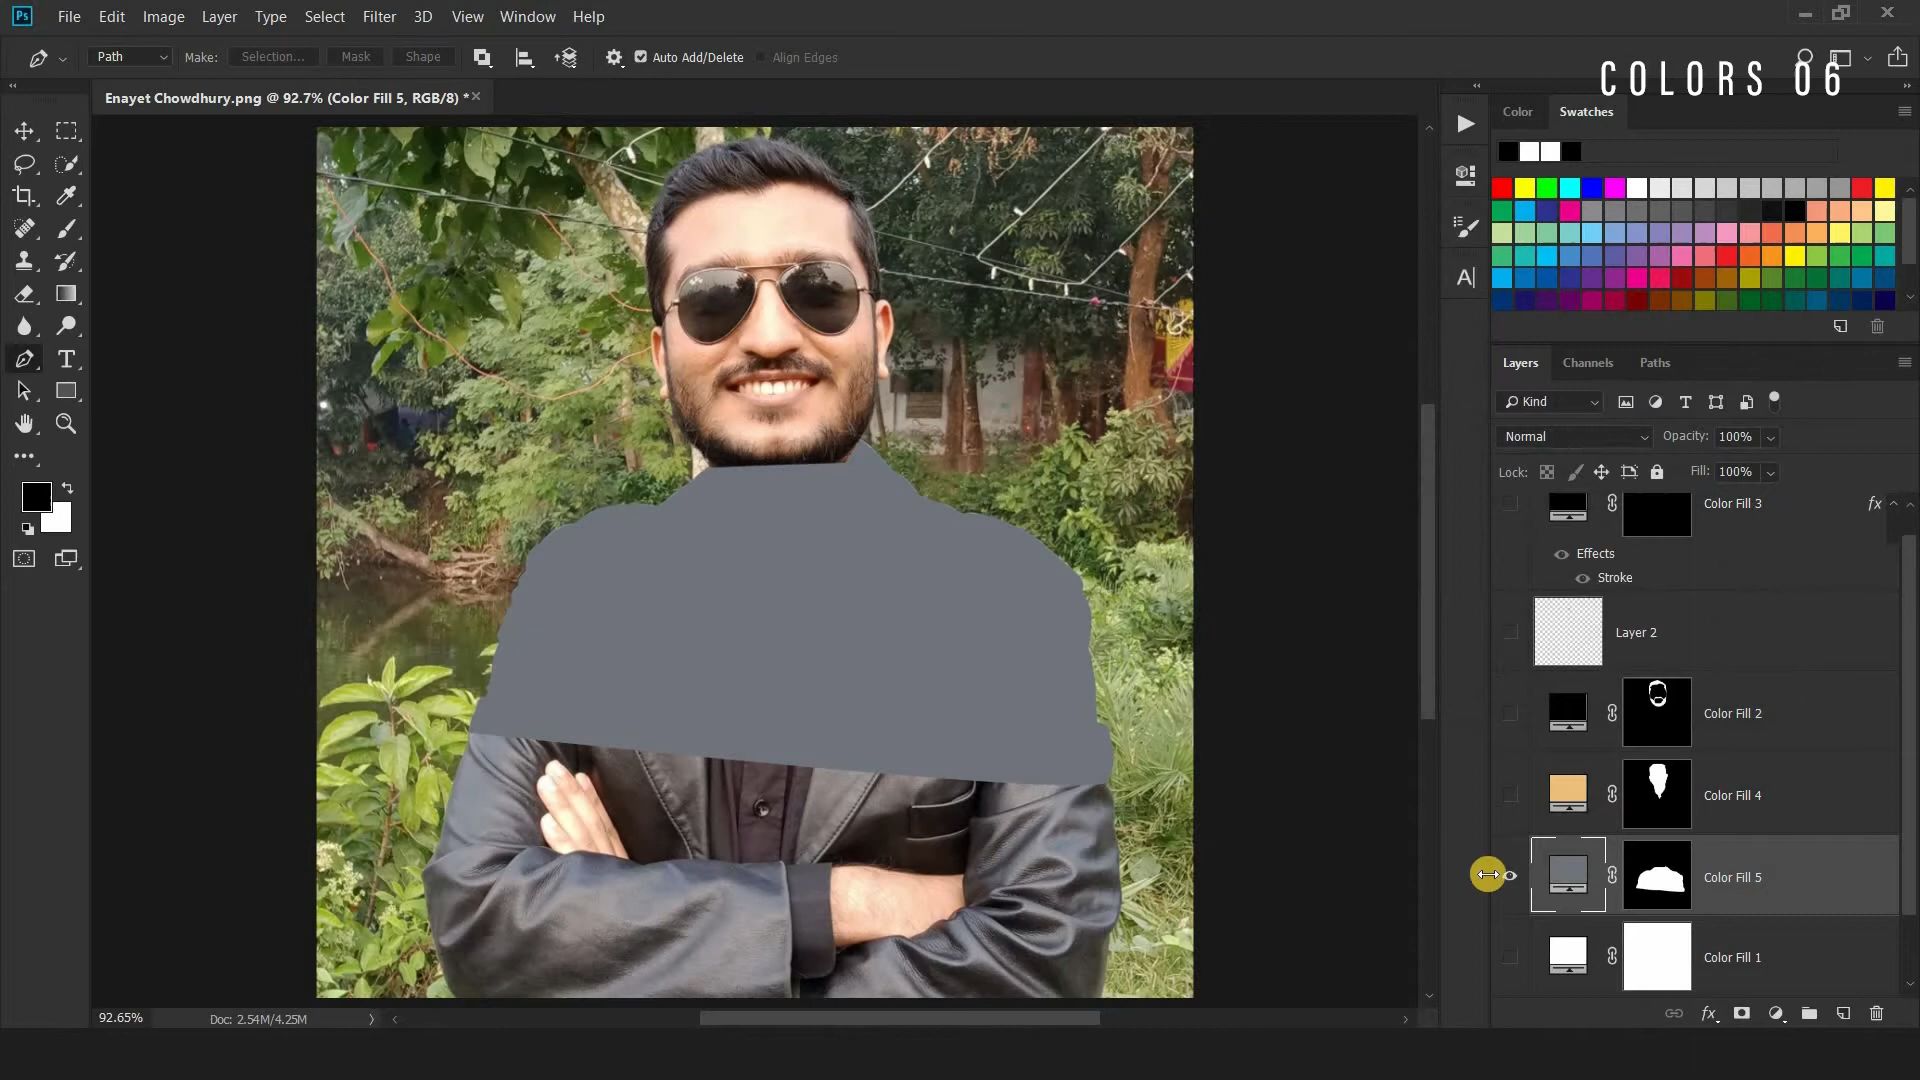 Ps File Edit Image Layer Type Select Filter 3D View Window Help
Path Make: Selection... Mask Shape Auto Add/Delete Align Edges
COLORS 06
Enayet Chowdhury.png @ 92.7% (Color Fill 5, RGB/8) *
Color Swatches
Layers Channels Paths
Kind
Normal Opacity: 100%
Lock: Fill: 100%
Color Fill 3 fx
Effects
Stroke
Layer 2
Color Fill 2
Color Fill 4
Color Fill 5
Color Fill 1
92.65% Doc: 2.54M/4.25M
fx